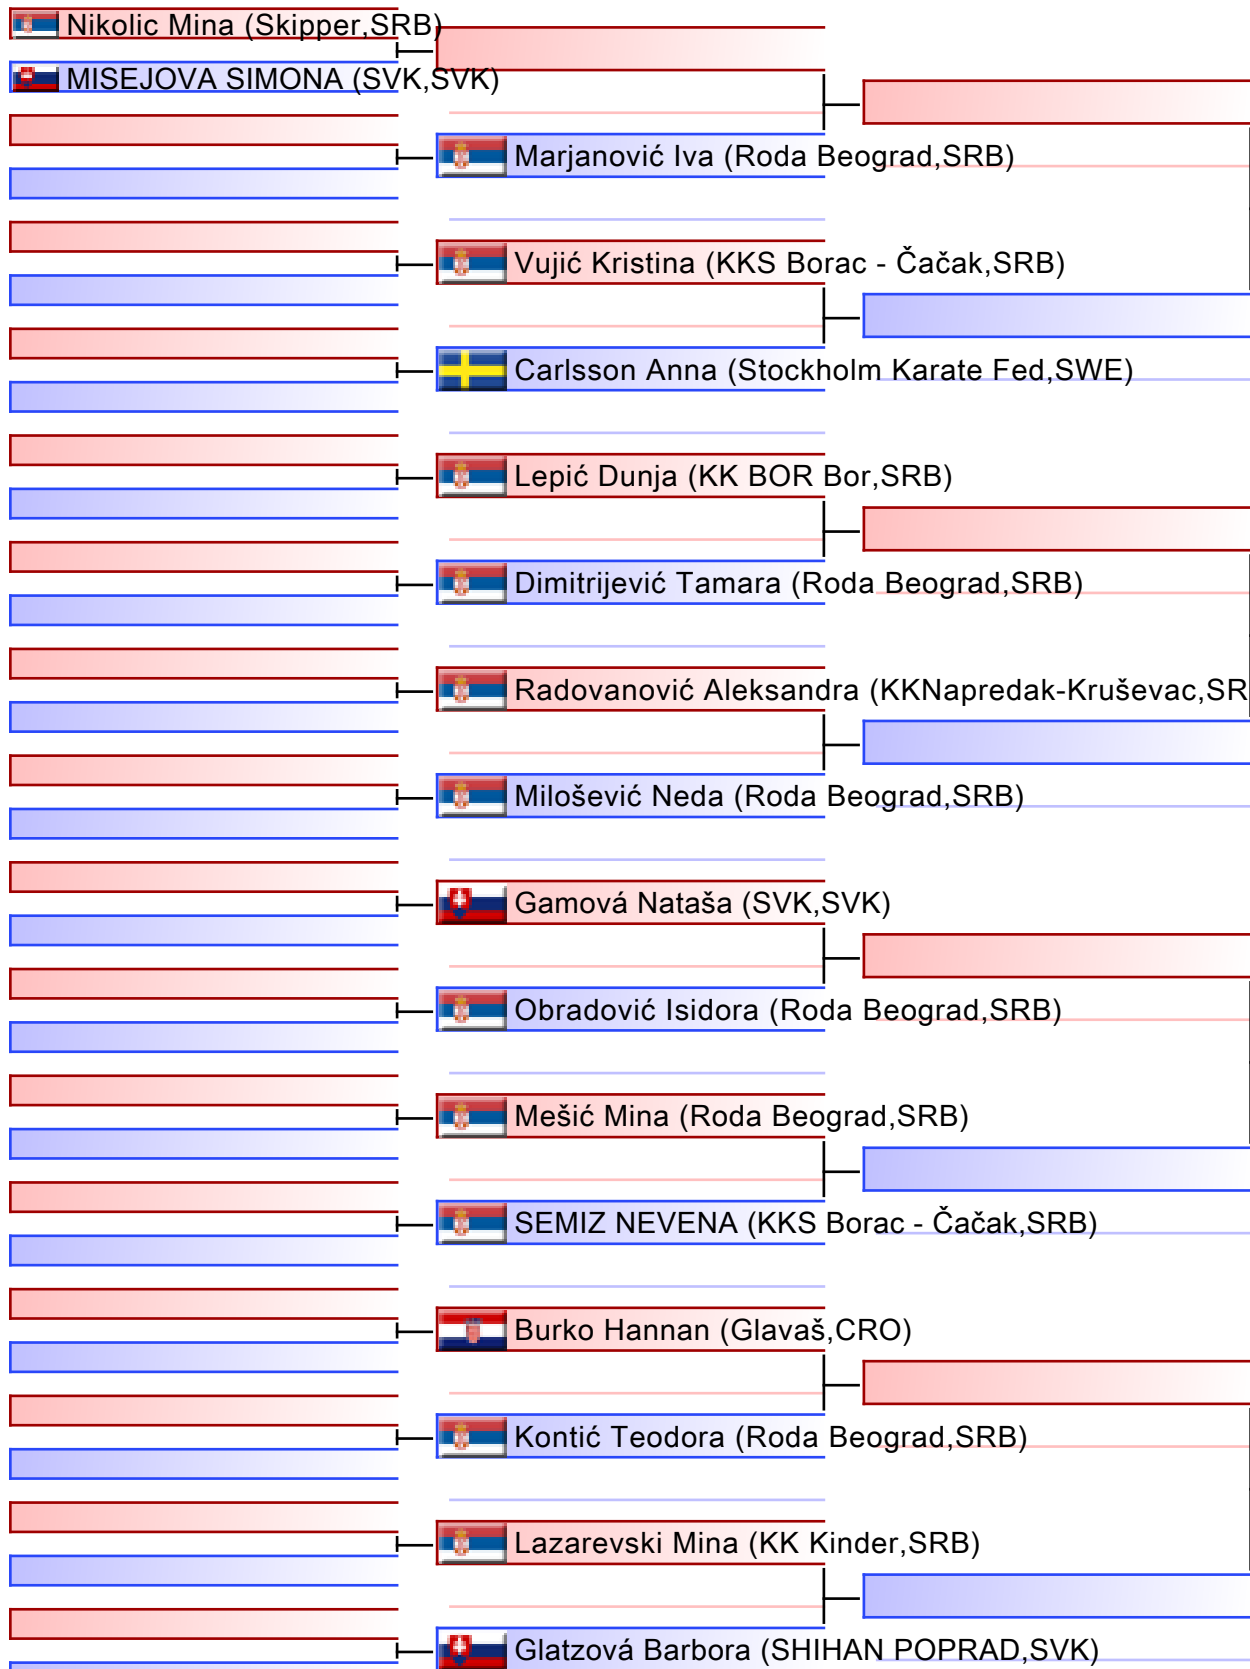 Nikolic Mina (Skipper,SRB)
MISEJOVA SIMONA (SVK,SVK)
Marjanović Iva (Roda Beograd,SRB)
Vujić Kristina (KKS Borac - Čačak,SRB)
Carlsson Anna (Stockholm Karate Fed,SWE)
Lepić Dunja (KK BOR Bor,SRB)
Dimitrijević Tamara (Roda Beograd,SRB)
Radovanović Aleksandra (KKNapredak-Kruševac,SR
Milošević Neda (Roda Beograd,SRB)
Gamová Nataša (SVK,SVK)
Obradović Isidora (Roda Beograd,SRB)
Mešić Mina (Roda Beograd,SRB)
SEMIZ NEVENA (KKS Borac - Čačak,SRB)
Burko Hannan (Glavaš,CRO)
Kontić Teodora (Roda Beograd,SRB)
Lazarevski Mina (KK Kinder,SRB)
Glatzová Barbora (SHIHAN POPRAD,SVK)